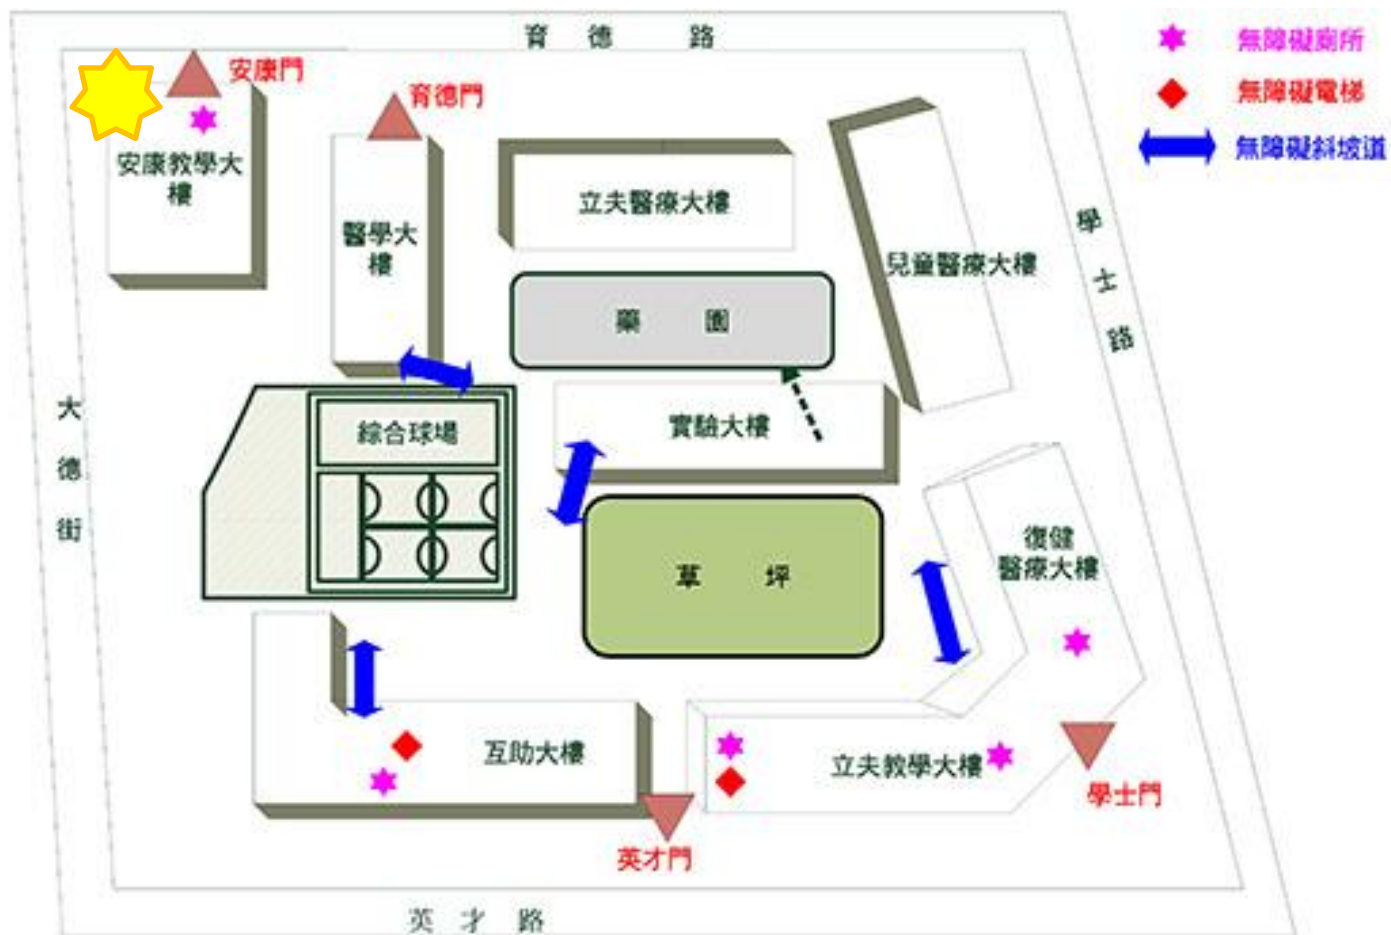 育德路
無障礙廁所
無障礙電梯
無障礙斜坡道
安康門
育德門
安康教學大
樓
醫學大
樓
立夫醫療大樓
兒童醫療大樓
學士路
藥園
大德街
綜合球場
實驗大樓
草坪
復健
醫療大樓
互助大樓
立夫教學大樓
學士門
英才門
英才路